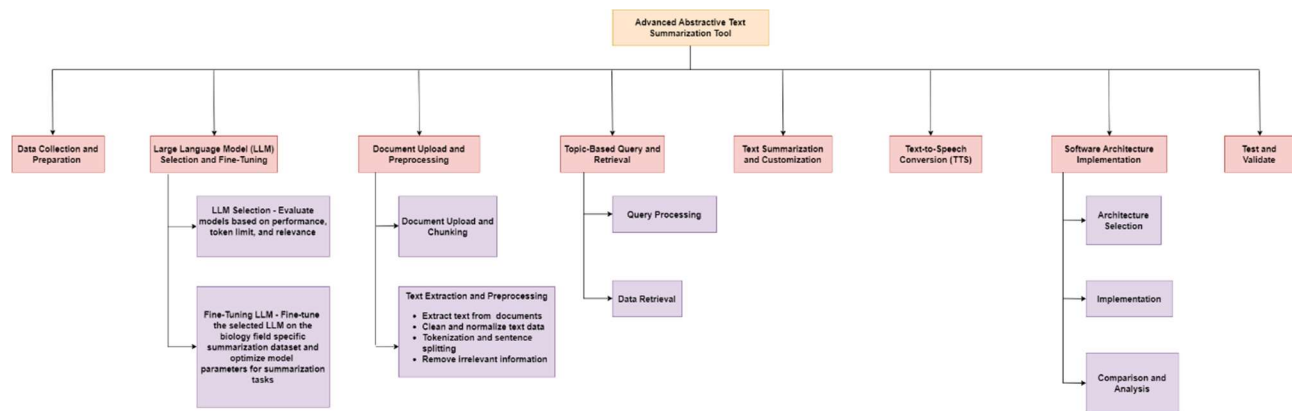 Advanced Abstractive Text
Summarization Tool
Data Collection and
Preparation
Large Language Model (LLM)
Selection and Fine-Tuning
Document Upload and
Preprocessing
Topic-Based Query and
Retrieval
Text Summarization
and Customization
Text-to-Speech
Conversion (TTS)
Software Architecture
Implementation
Test and
Validate
LLM Selection - Evaluate
models based on performance,
token limit, and relevance
Fine-Tuning LLM - Fine-tune
the selected LLM on the
biology field specific
summarization dataset and
optimize model
parameters for summarization
tasks
Document Upload and
Chunking
Text Extraction and Preprocessing
• Extract text from documents
• Clean and normalize text data
• Tokenization and sentence
splitting
• Remove irrelevant information
Query Processing
Data Retrieval
Architecture
Selection
Implementation
Comparison and
Analysis